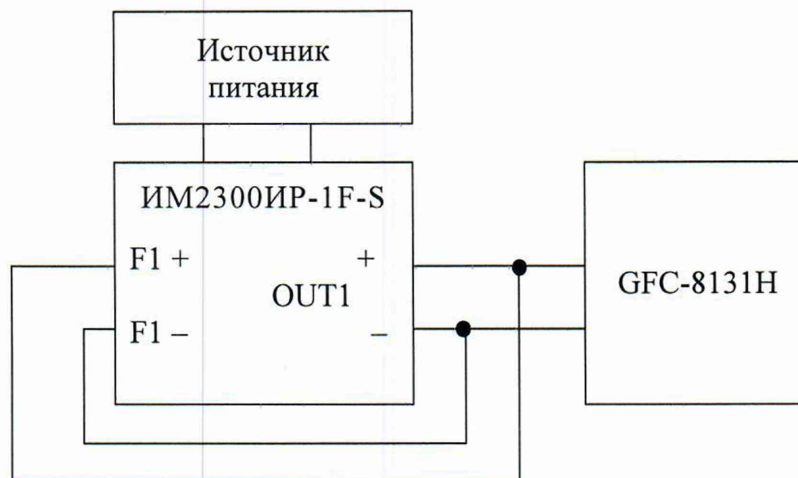 Источник
питания
ИМ2300ИР-1F-S
F1 +
+
OUT1
F1 –
–
GFC-8131H